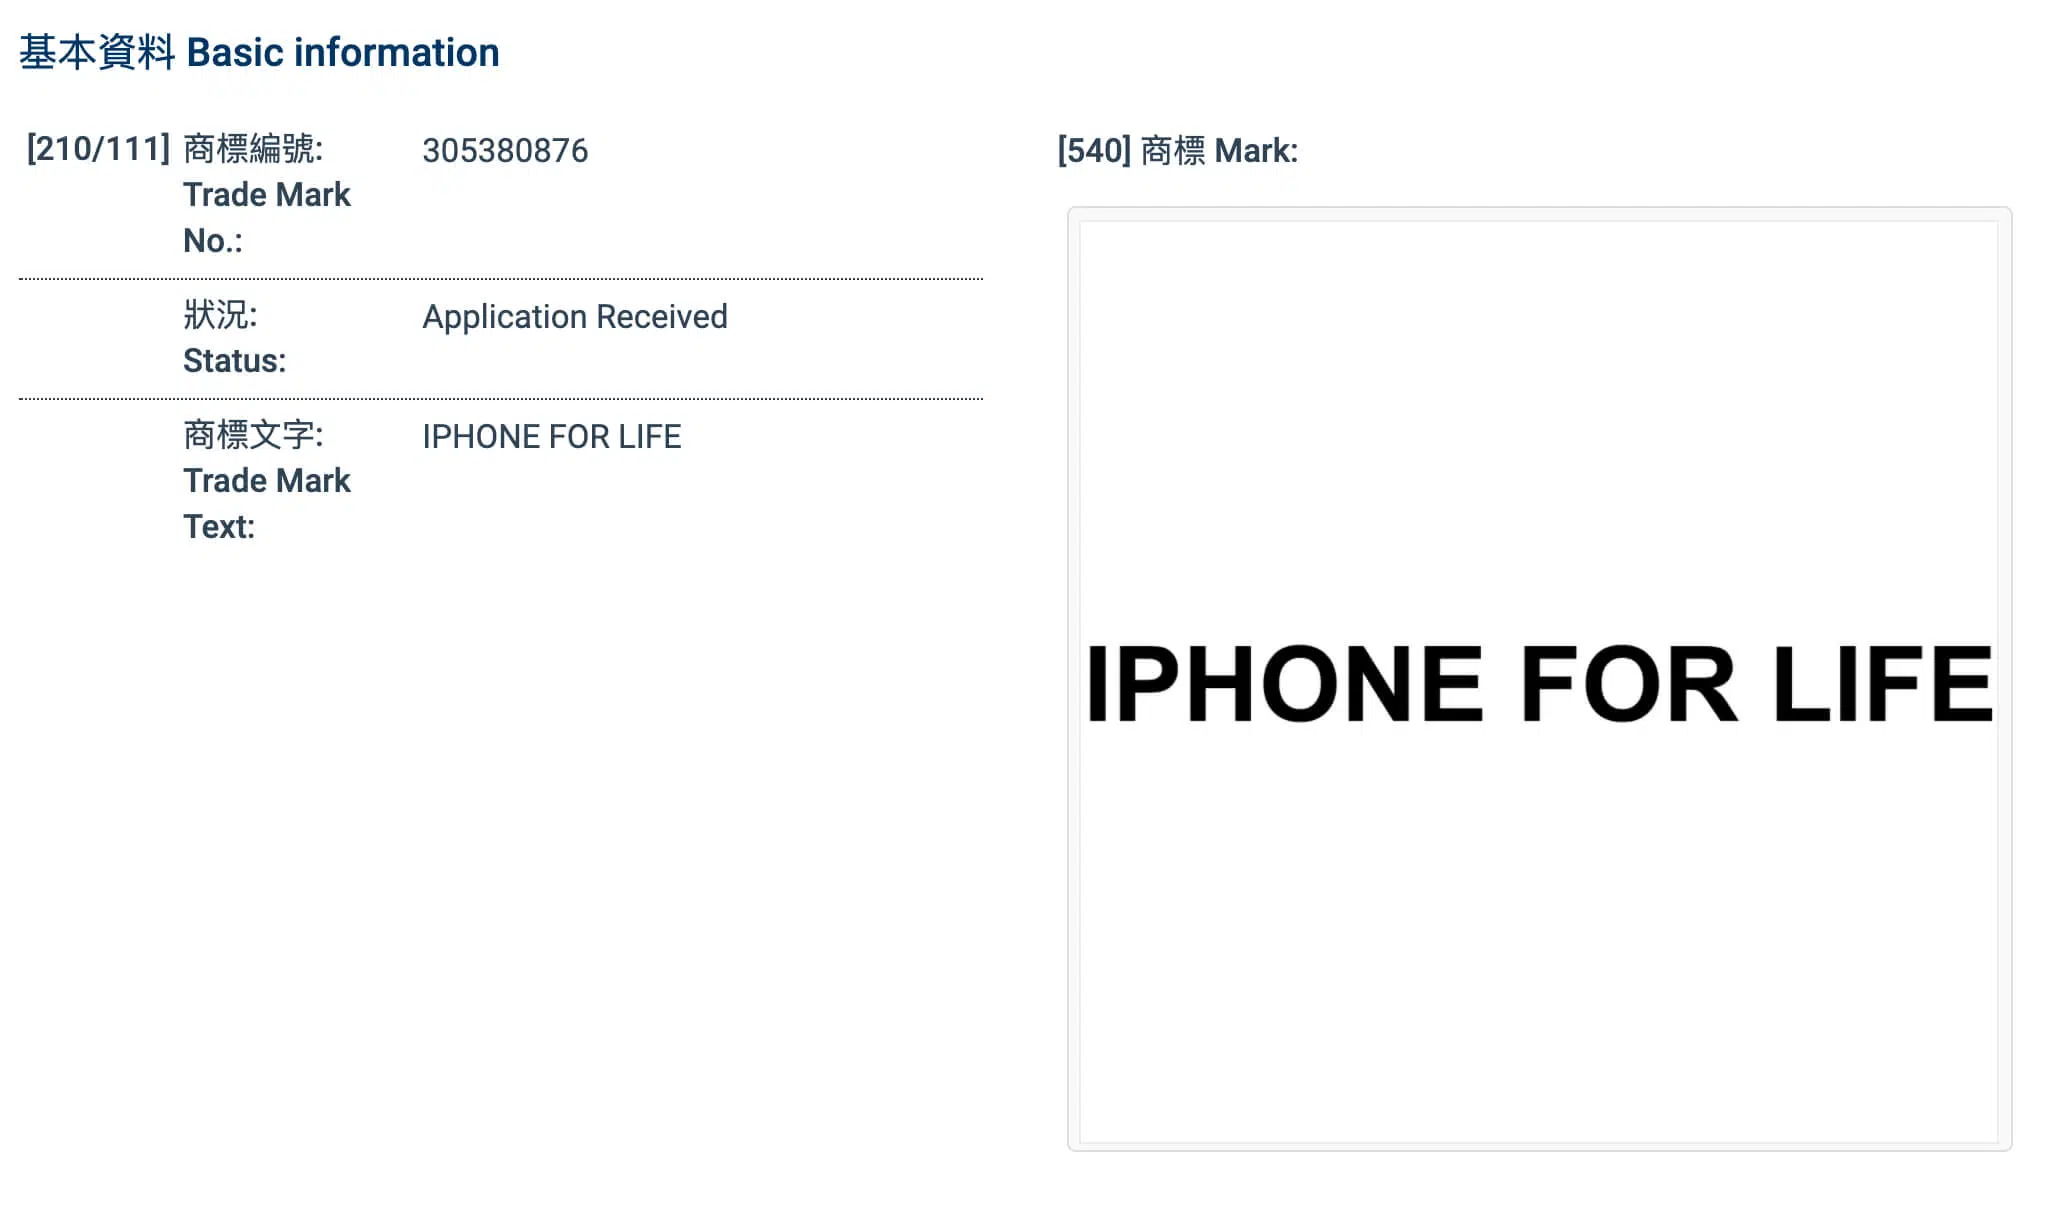 基本資料 Basic information
[210/111] 商標編號: 305380876
Trade Mark
No.:
狀況: Application Received
Status:
商標文字: IPHONE FOR LIFE
Trade Mark
Text:
[540] 商標 Mark:
IPHONE FOR LIFE